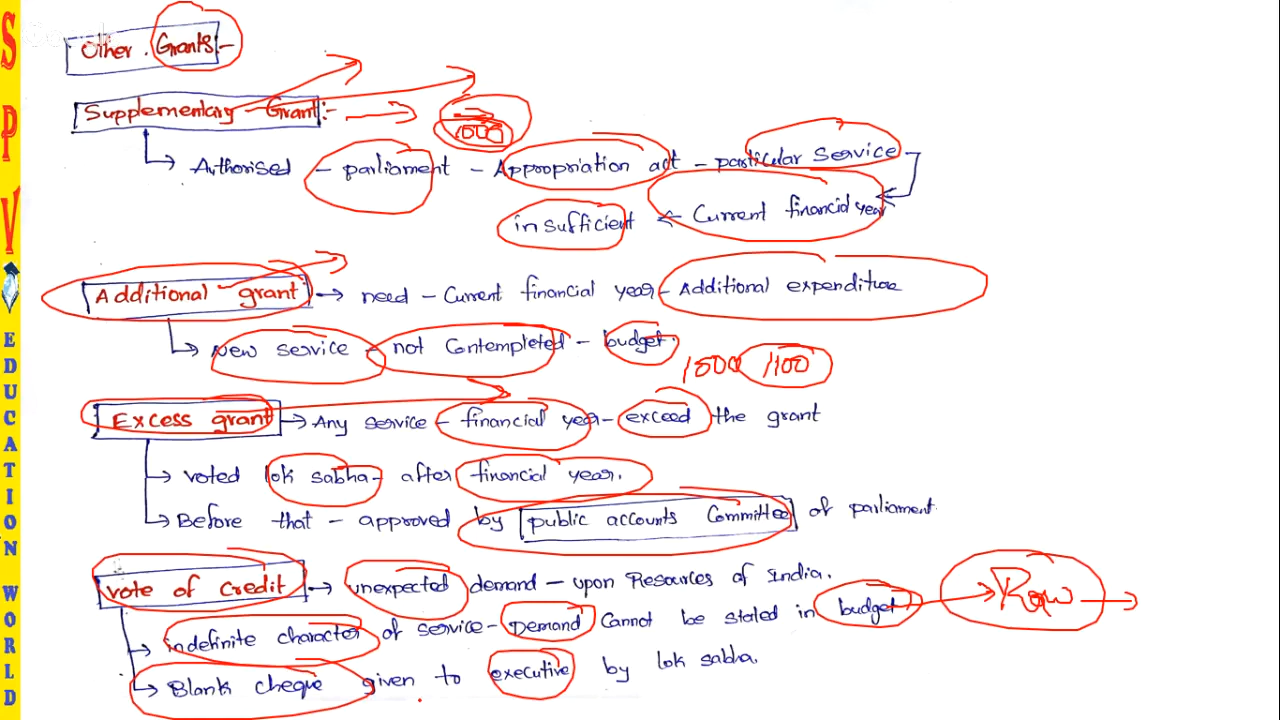 SPV EDUCATION WORLD
Other Grants:-
Supplementary Grant:-
1000
Authorised - parliament - Appropriation act - particular Service
insufficient ← Current financial year
Additional grant → need - Current financial year - Additional expenditure
New service - not Contempleted - budget.
1000 1100
Excess grant → Any service - financial year - exceed the grant
voted lok sabha - after financial year.
Before that - approved by public accounts Committee of parliament.
vote of credit → unexpected demand - upon Resources of India.
indefinite character of service - Demand Cannot be stated in budget
Blank cheque given to executive by lok sabha.